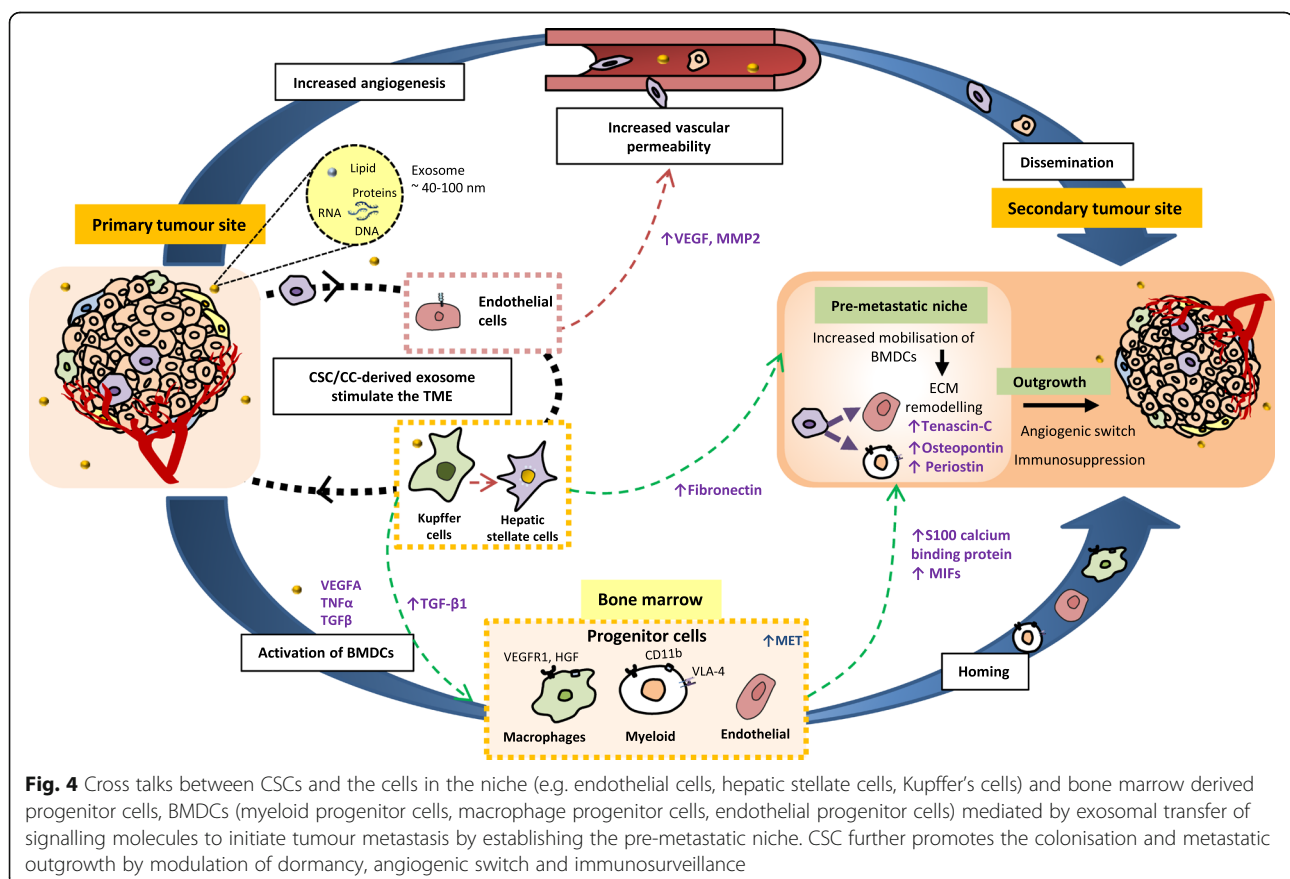 Increased angiogenesis
Increased vascular
permeability
Dissemination
Lipid
Proteins
RNA
DNA
Exosome
~ 40-100 nm
Primary tumour site
Secondary tumour site
↑VEGF, MMP2
Endothelial
cells
CSC/CC-derived exosome
stimulate the TME
Kupffer
cells
Hepatic
stellate cells
↑Fibronectin
Pre-metastatic niche
Increased mobilisation of
BMDCs
ECM
remodelling
↑Tenascin-C
↑Osteopontin
↑ Periostin
Outgrowth
Angiogenic switch
Immunosuppression
VEGFA
TNFα
TGFβ
↑TGF-β1
Activation of BMDCs
↑S100 calcium
binding protein
↑ MIFs
Homing
Bone marrow
Progenitor cells
↑MET
VEGFR1, HGF
CD11b
VLA-4
Macrophages
Myeloid
Endothelial
Fig. 4 Cross talks between CSCs and the cells in the niche (e.g. endothelial cells, hepatic stellate cells, Kupffer's cells) and bone marrow derived
progenitor cells, BMDCs (myeloid progenitor cells, macrophage progenitor cells, endothelial progenitor cells) mediated by exosomal transfer of
signalling molecules to initiate tumour metastasis by establishing the pre-metastatic niche. CSC further promotes the colonisation and metastatic
outgrowth by modulation of dormancy, angiogenic switch and immunosurveillance